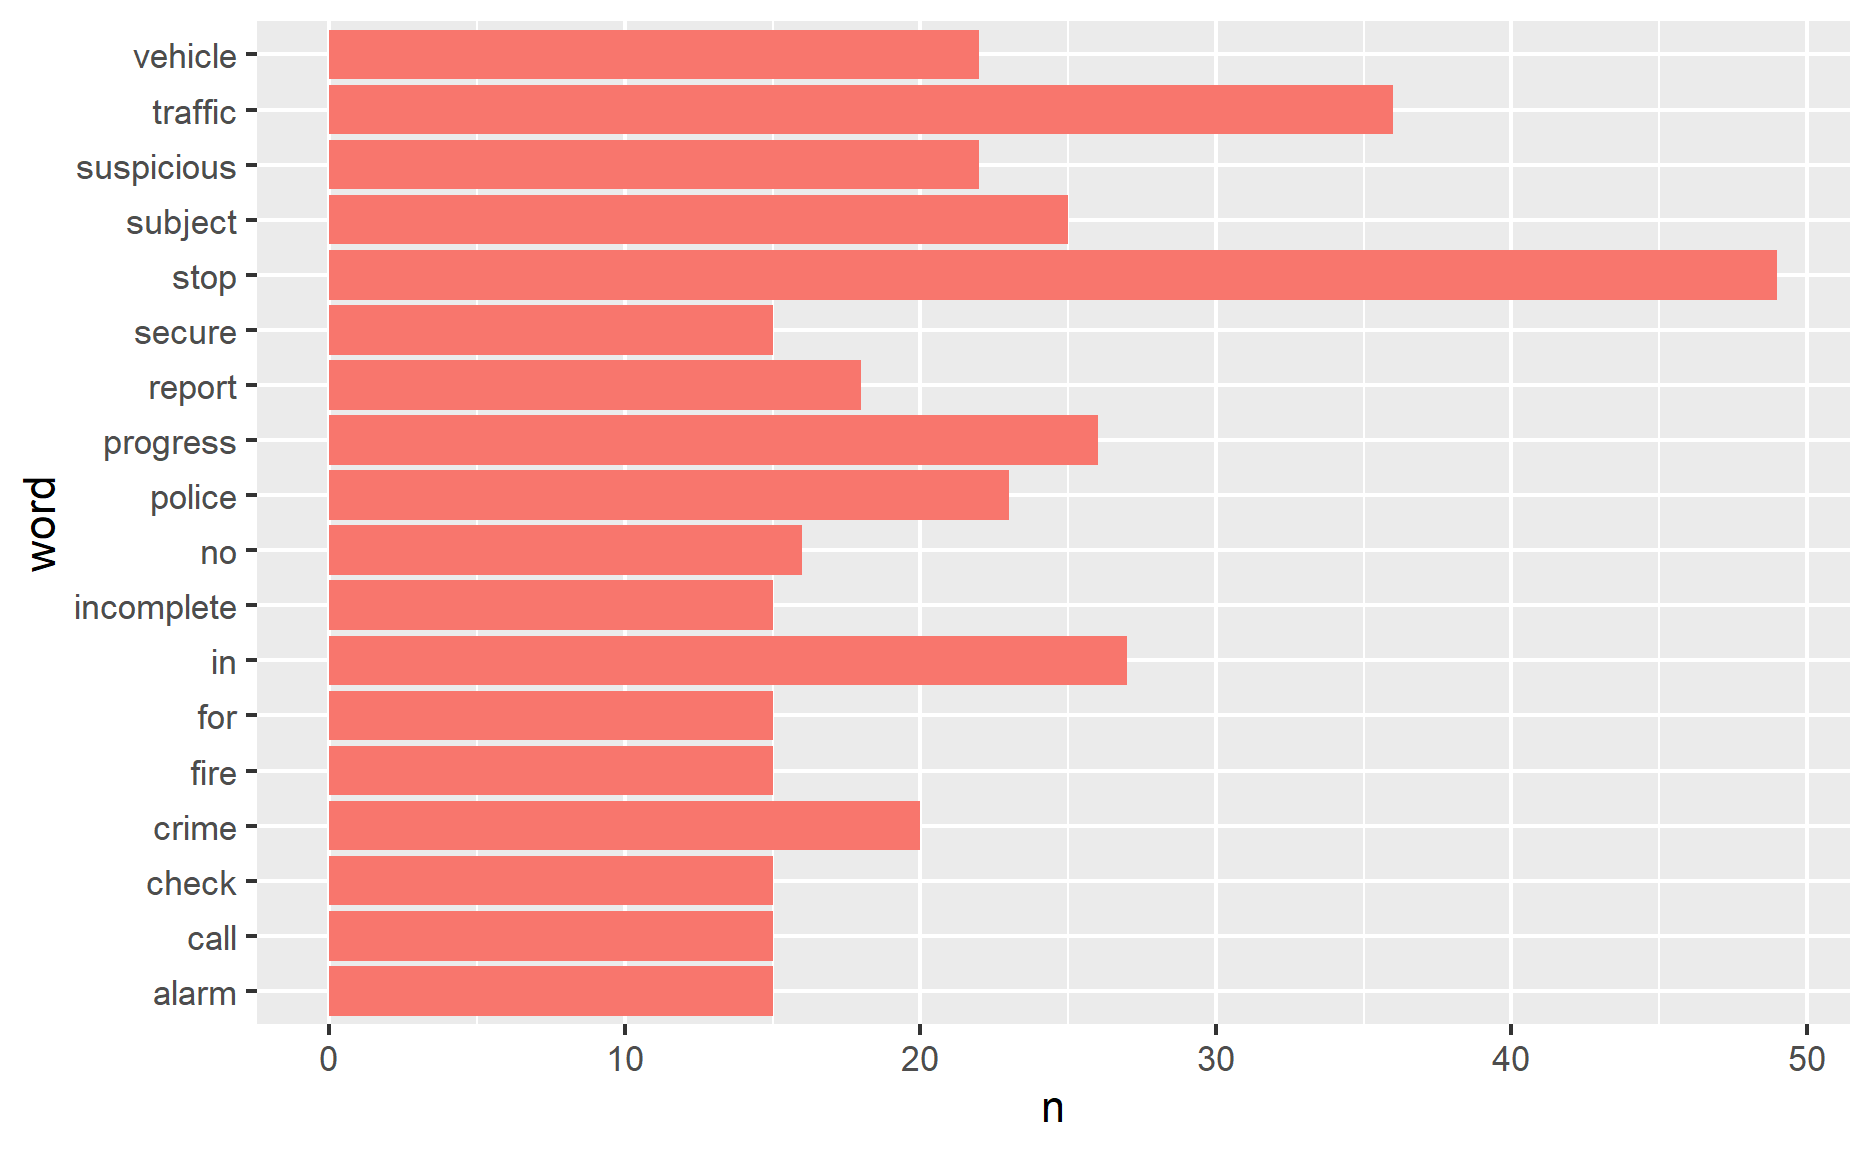 vehicle
traffic
suspicious
subject
stop
secure
report
progress
police
no
incomplete
in
for
fire
crime
check
call
alarm
word
0 10 20 30 40 50
n